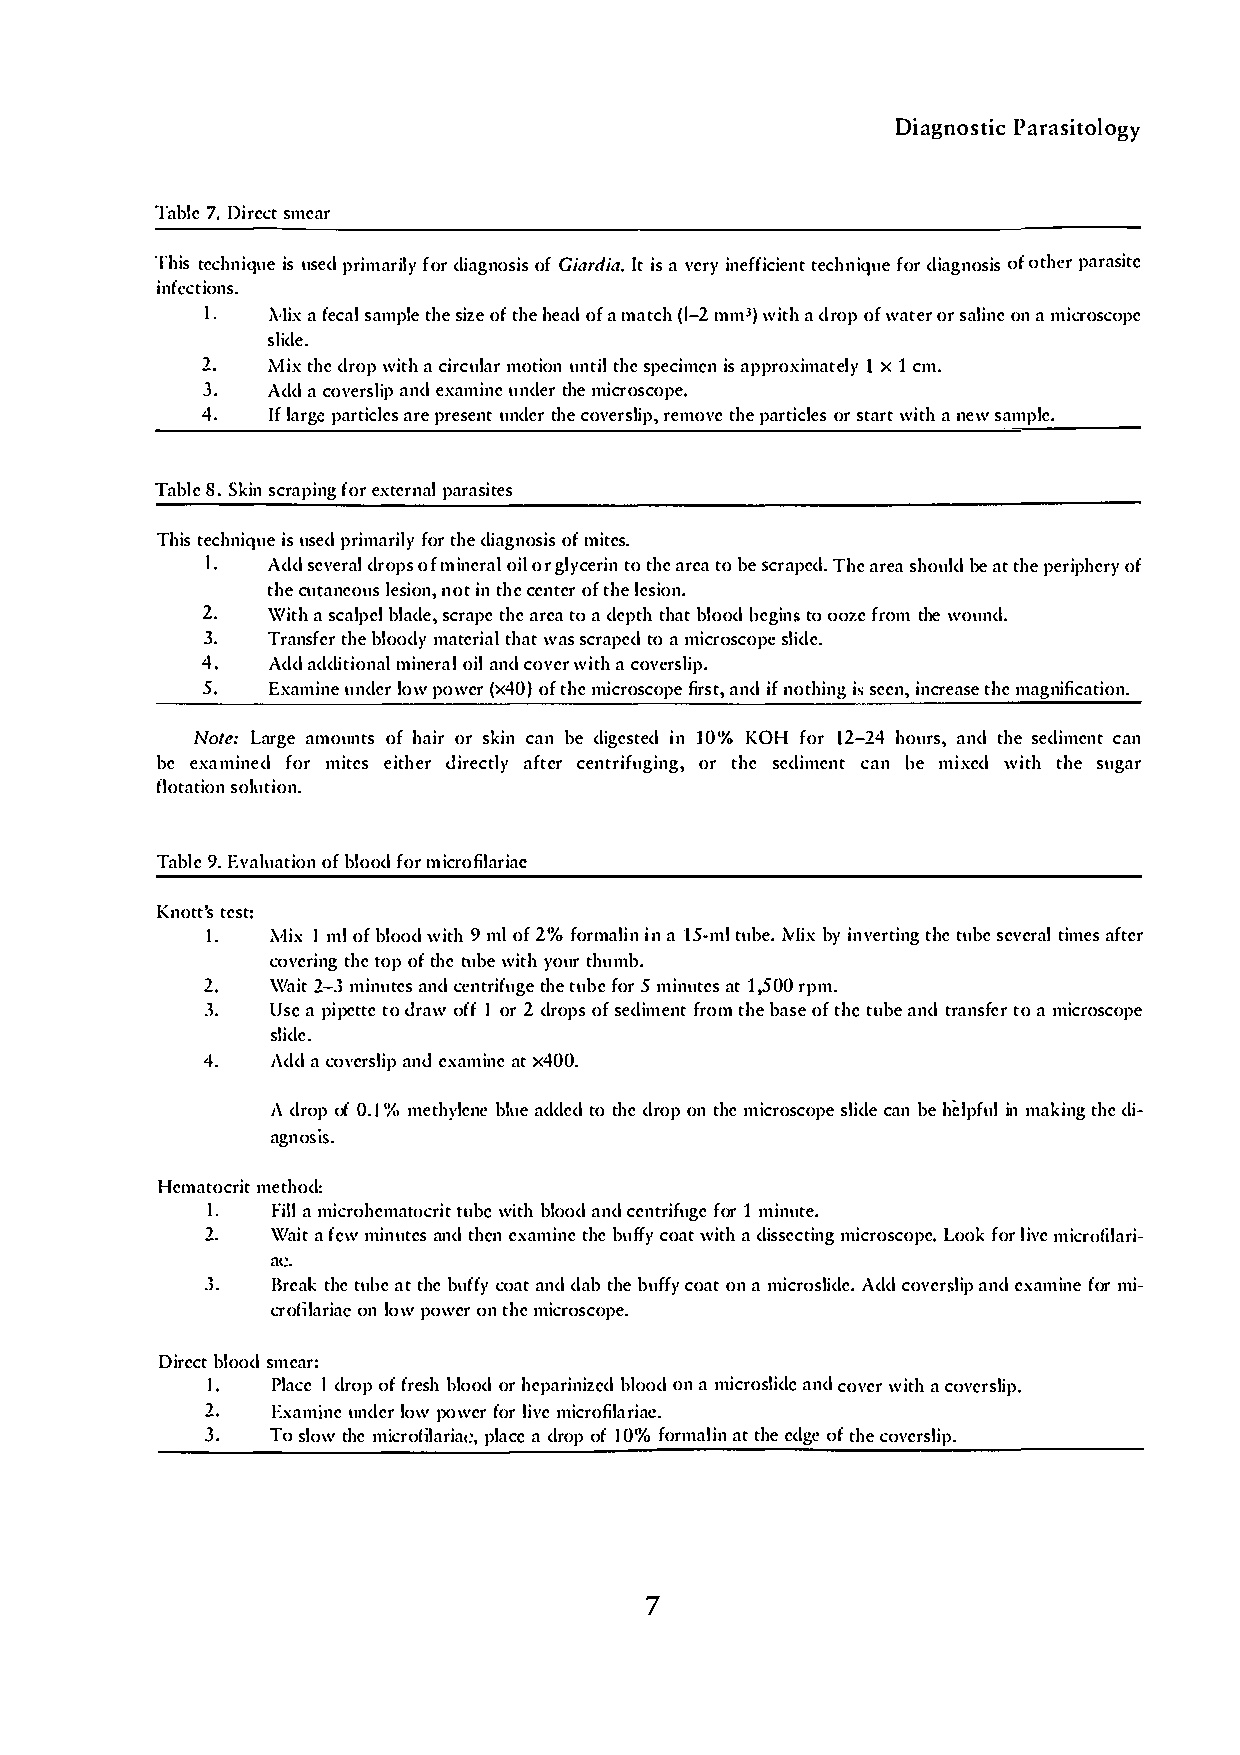 Diagnostic Parasitology
Table 7. Direct smear
This technique is used primarily for diagnosis of Giardia. It is a very inefficient technique for diagnosis of other parasite
infections.
1. Mix a fecal sample the size of the head of a match (1–2 mm³) with a drop of water or saline on a microscope
slide.
2. Mix the drop with a circular motion until the specimen is approximately 1 × 1 cm.
3. Add a coverslip and examine under the microscope.
4. If large particles are present under the coverslip, remove the particles or start with a new sample.
Table 8. Skin scraping for external parasites
This technique is used primarily for the diagnosis of mites.
1. Add several drops of mineral oil or glycerin to the area to be scraped. The area should be at the periphery of
the cutaneous lesion, not in the center of the lesion.
2. With a scalpel blade, scrape the area to a depth that blood begins to ooze from the wound.
3. Transfer the bloody material that was scraped to a microscope slide.
4. Add additional mineral oil and cover with a coverslip.
5. Examine under low power (×40) of the microscope first, and if nothing is seen, increase the magnification.
Note: Large amounts of hair or skin can be digested in 10% KOH for 12–24 hours, and the sediment can
be examined for mites either directly after centrifuging, or the sediment can be mixed with the sugar
flotation solution.
Table 9. Evaluation of blood for microfilariae
Knott's test:
1. Mix 1 ml of blood with 9 ml of 2% formalin in a 15-ml tube. Mix by inverting the tube several times after
covering the top of the tube with your thumb.
2. Wait 2–3 minutes and centrifuge the tube for 5 minutes at 1,500 rpm.
3. Use a pipette to draw off 1 or 2 drops of sediment from the base of the tube and transfer to a microscope
slide.
4. Add a coverslip and examine at ×400.
A drop of 0.1% methylene blue added to the drop on the microscope slide can be helpful in making the di-
agnosis.
Hematocrit method:
1. Fill a microhematocrit tube with blood and centrifuge for 1 minute.
2. Wait a few minutes and then examine the buffy coat with a dissecting microscope. Look for live microfilari-
ae.
3. Break the tube at the buffy coat and dab the buffy coat on a microslide. Add coverslip and examine for mi-
crofilariae on low power on the microscope.
Direct blood smear:
1. Place 1 drop of fresh blood or heparinized blood on a microslide and cover with a coverslip.
2. Examine under low power for live microfilariae.
3. To slow the microfilariae, place a drop of 10% formalin at the edge of the coverslip.
7